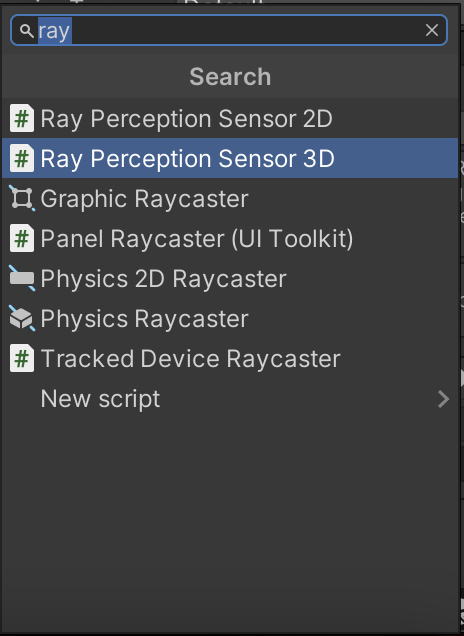 ray
Search
Ray Perception Sensor 2D
Ray Perception Sensor 3D
Graphic Raycaster
Panel Raycaster (UI Toolkit)
Physics 2D Raycaster
Physics Raycaster
Tracked Device Raycaster
New script